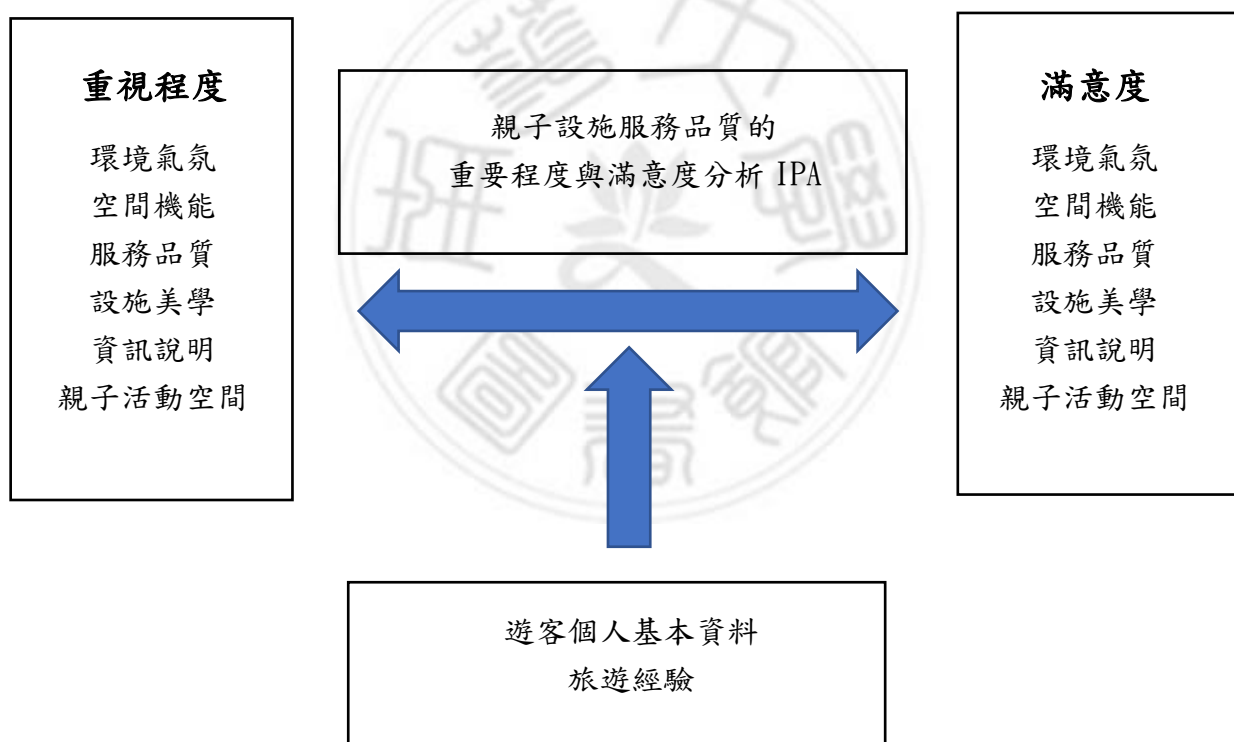 重視程度
環境氣氛
空間機能
服務品質
設施美學
資訊說明
親子活動空間
親子設施服務品質的
重要程度與滿意度分析 IPA
滿意度
環境氣氛
空間機能
服務品質
設施美學
資訊說明
親子活動空間
遊客個人基本資料
旅遊經驗